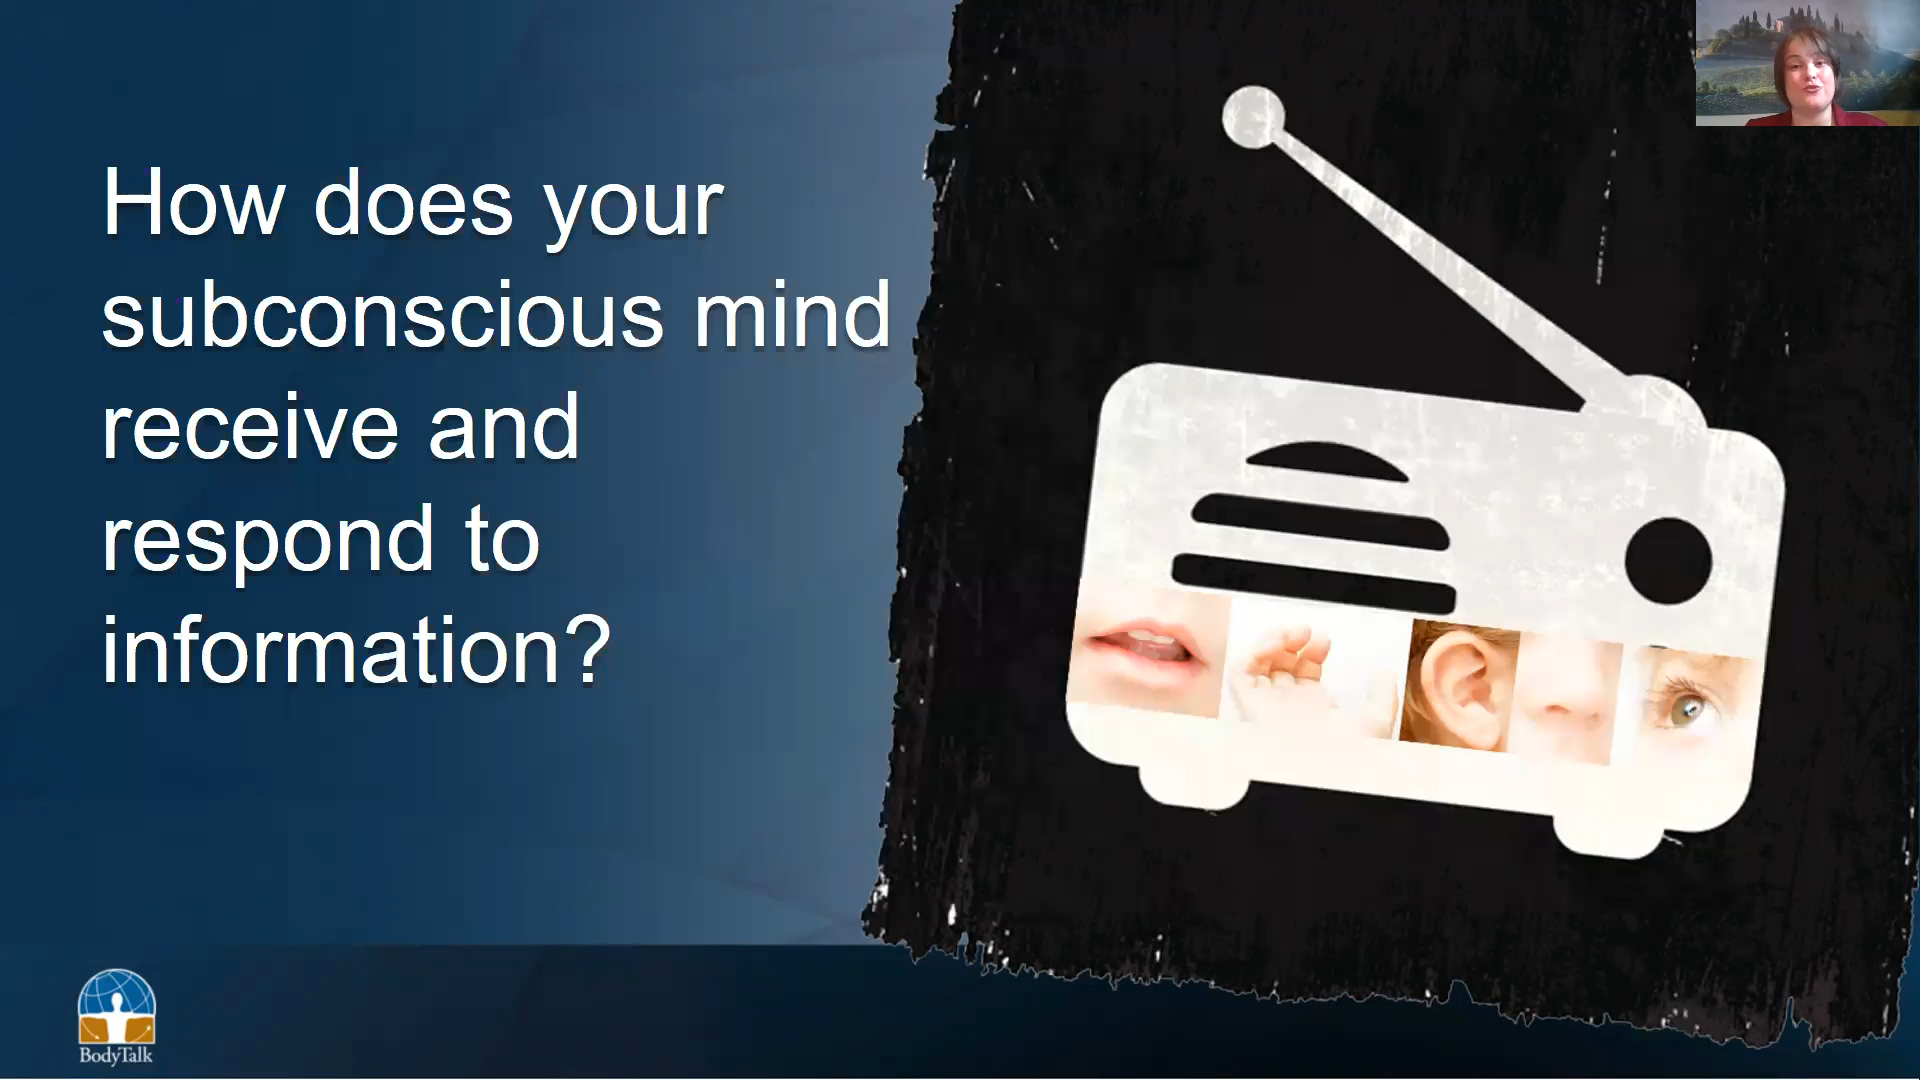 How does your
subconscious mind
receive and
respond to
information?
BodyTalk